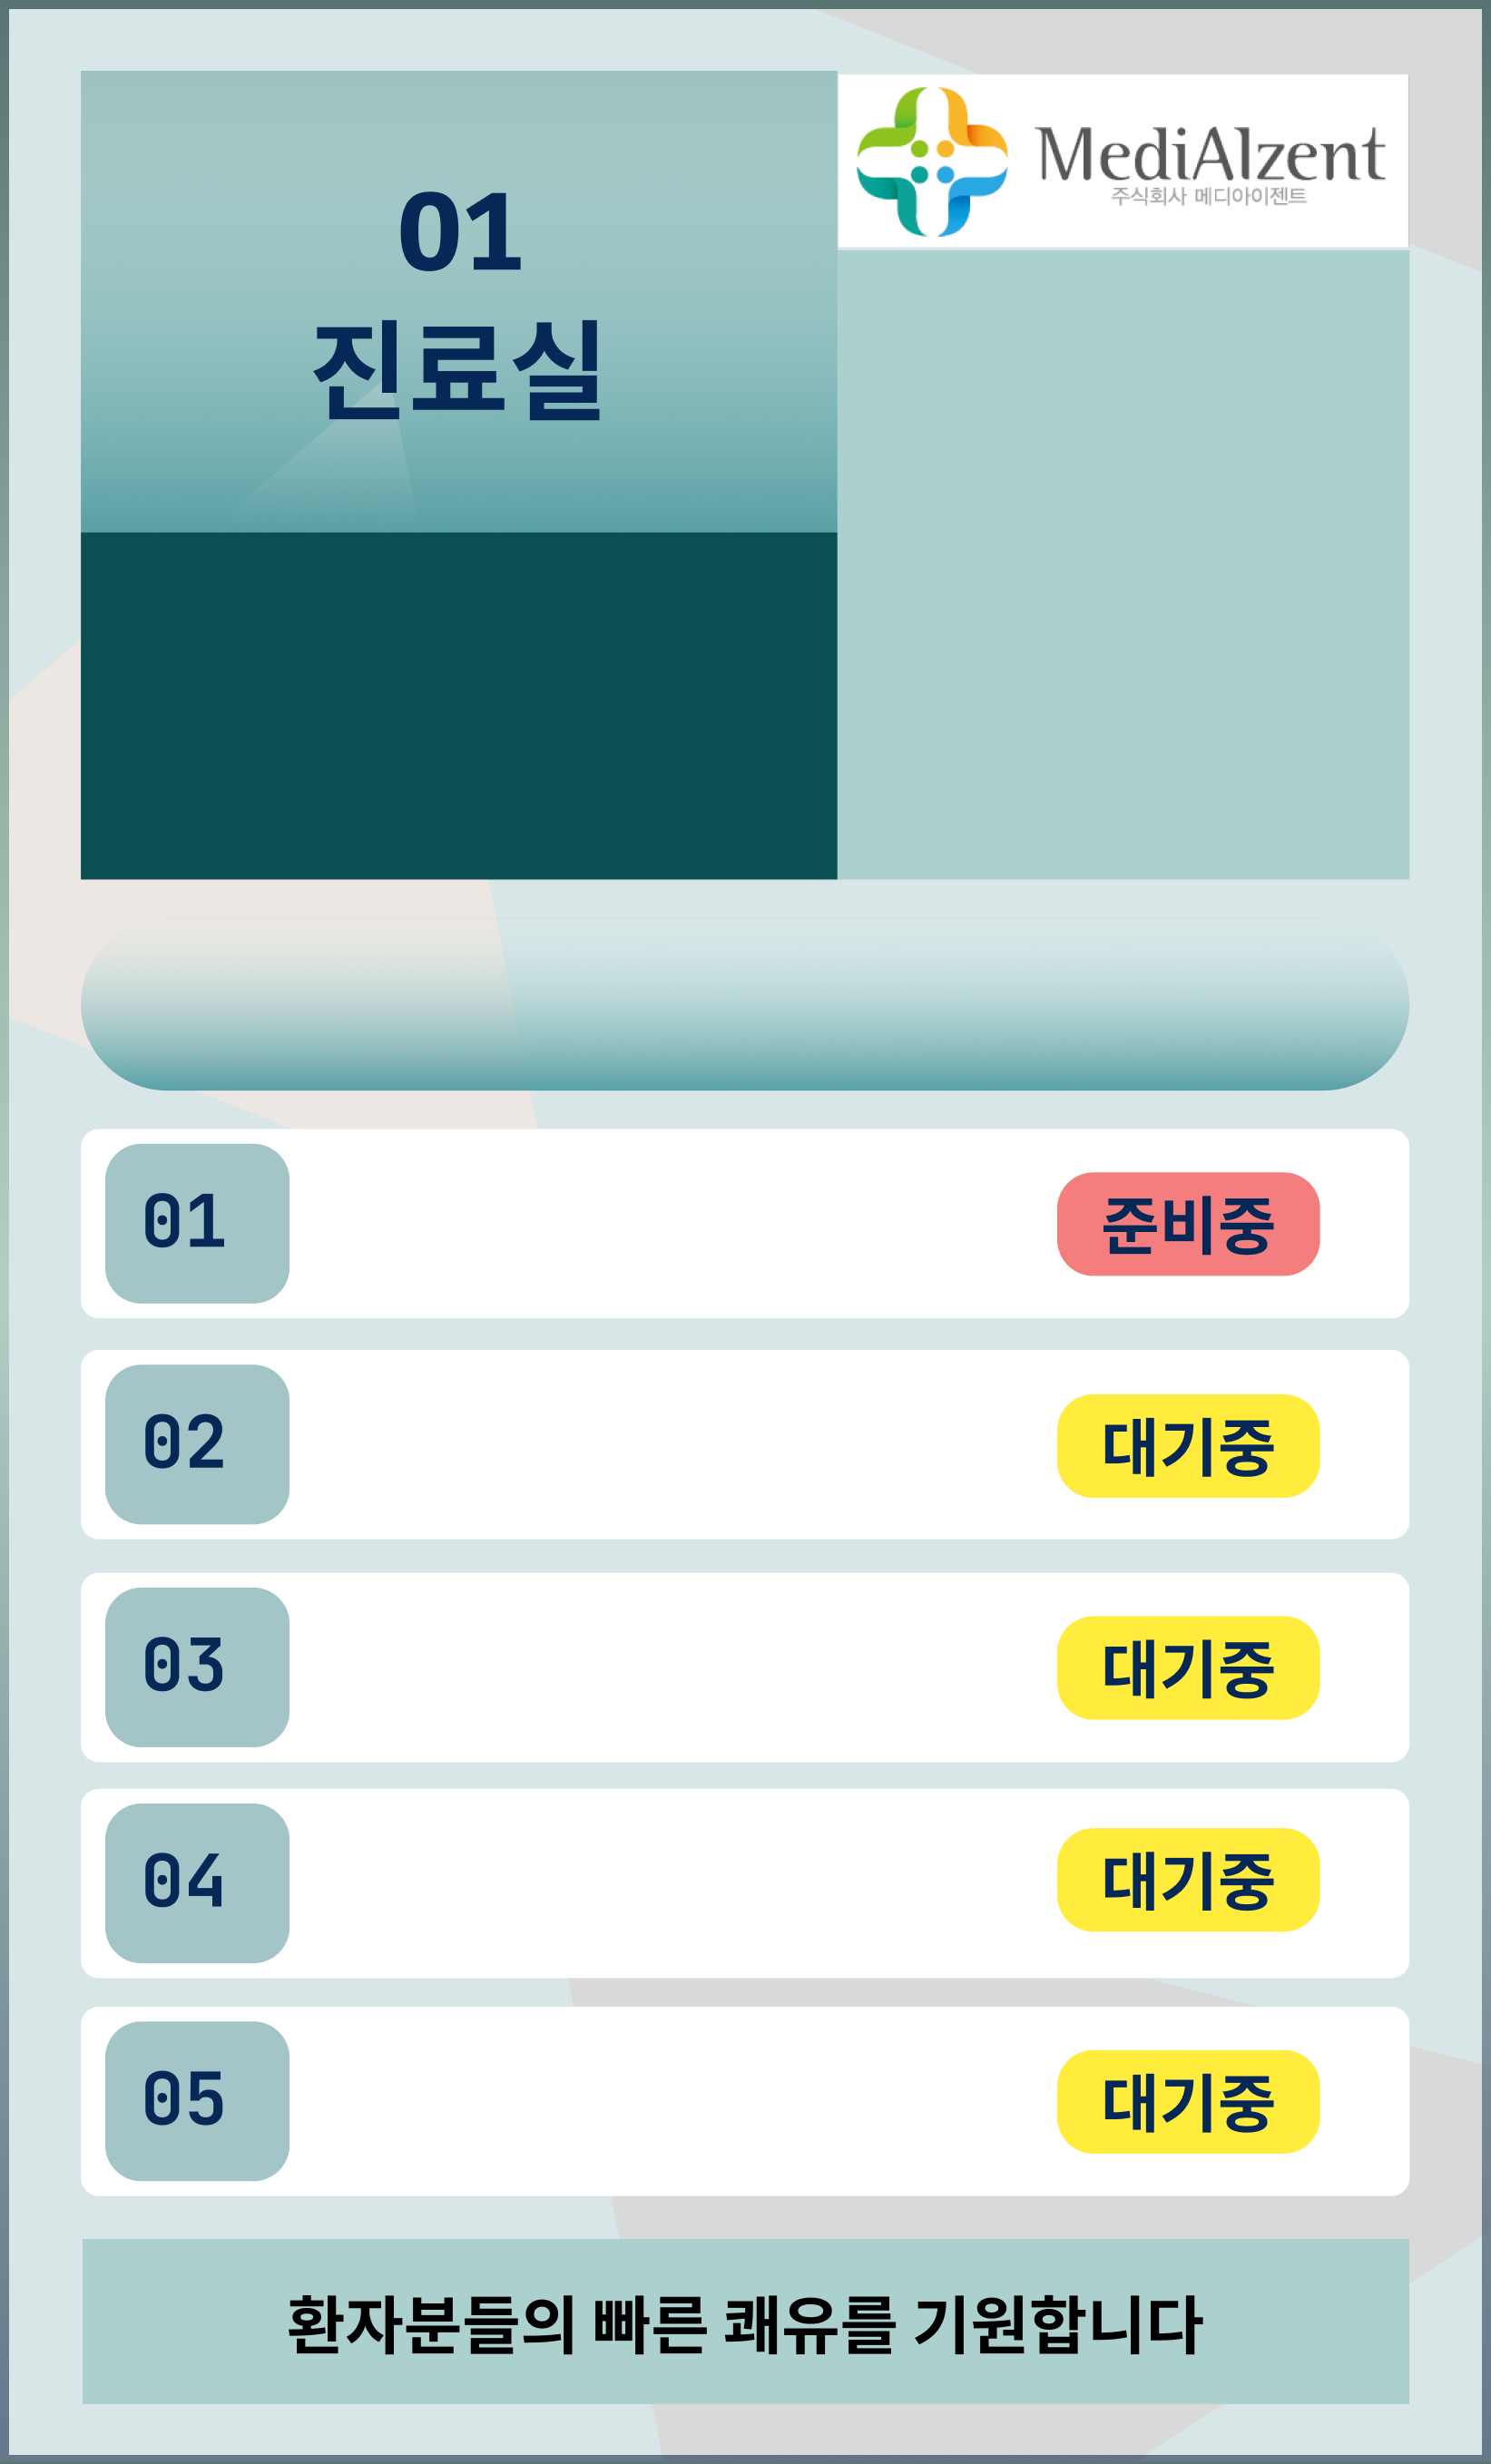 01
진료실
MediAIzent
주식회사 메디아이젠트
01
준비중
02
대기중
03
대기중
04
대기중
05
대기중
환자분들의 빠른 쾌유를 기원합니다